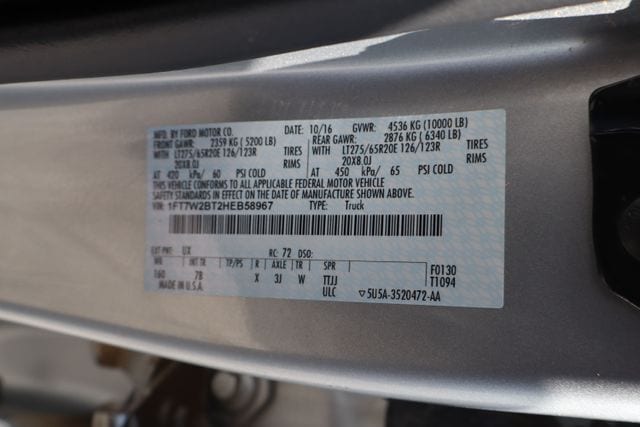 MFD. BY FORD MOTOR CO. DATE: 10/16 GVWR: 4536 KG (10000 LB)
FRONT GAWR: 2359 KG ( 5200 LB) REAR GAWR: 2876 KG ( 6340 LB)
WITH LT275/65R20E 126/123R TIRES WITH LT275/65R20E 126/123R TIRES
20X8.0J RIMS 20X8.0J RIMS
AT 420 kPa/ 60 PSI COLD AT 450 kPa/ 65 PSI COLD
THIS VEHICLE CONFORMS TO ALL APPLICABLE FEDERAL MOTOR VEHICLE
SAFETY STANDARDS IN EFFECT ON THE DATE OF MANUFACTURE SHOWN ABOVE.
VIN: 1FT7W2BT2HEB58967 TYPE: Truck
EXT PNT: UX RC: 72 DSO:
WB INT TR TP/PS R AXLE TR SPR
160 7B X 3J W TTJJ F0130
MADE IN U.S.A. ULC T1094
▽5U5A-3520472-AA